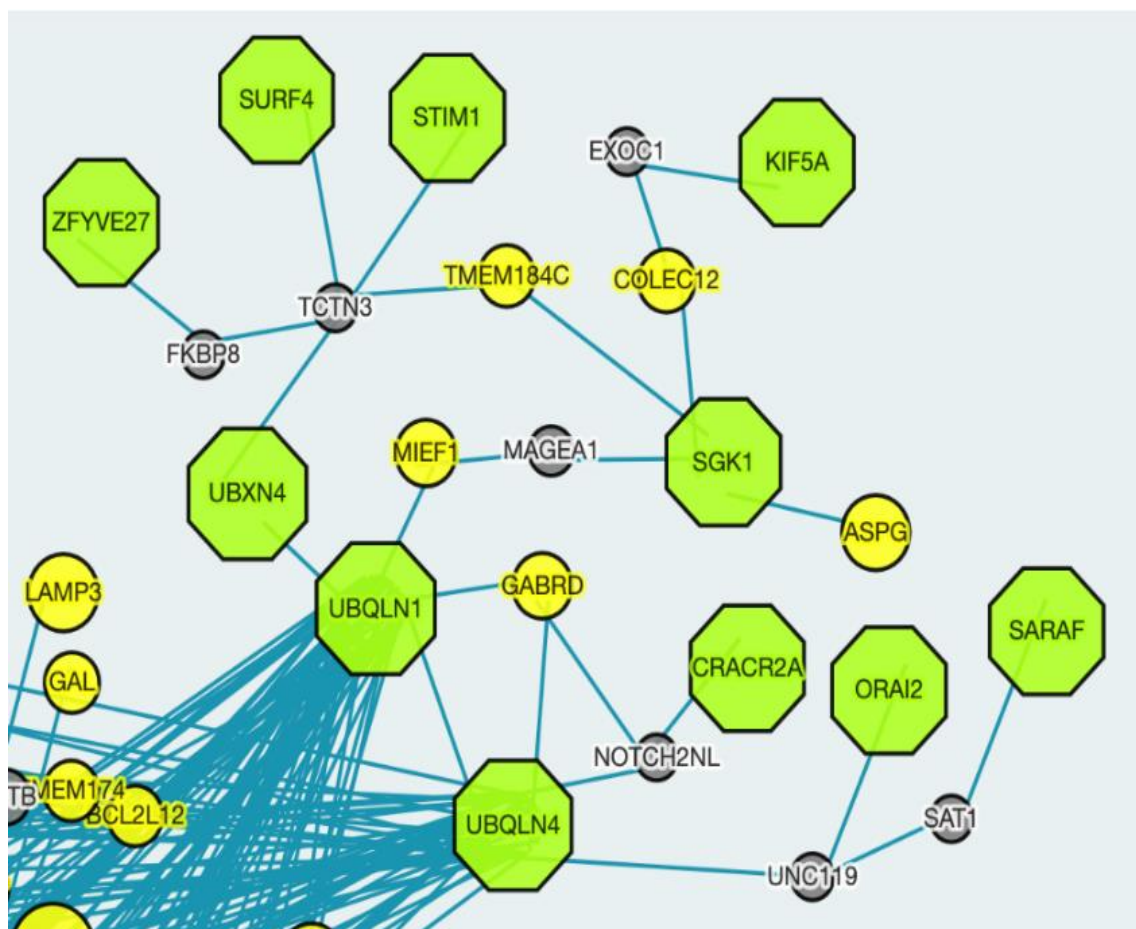 SURF4
STIM1
EXOC1
KIF5A
ZFYVE27
TMEM184C
COLEC12
TCTN3
FKBP8
MIEF1
MAGEA1
SGK1
UBXN4
ASPG
LAMP3
UBQLN1
GABRD
SARAF
CRACR2A
GAL
ORAI2
NOTCH2NL
TB
MEM174
BCL2L12
UBQLN4
SAT1
UNC119